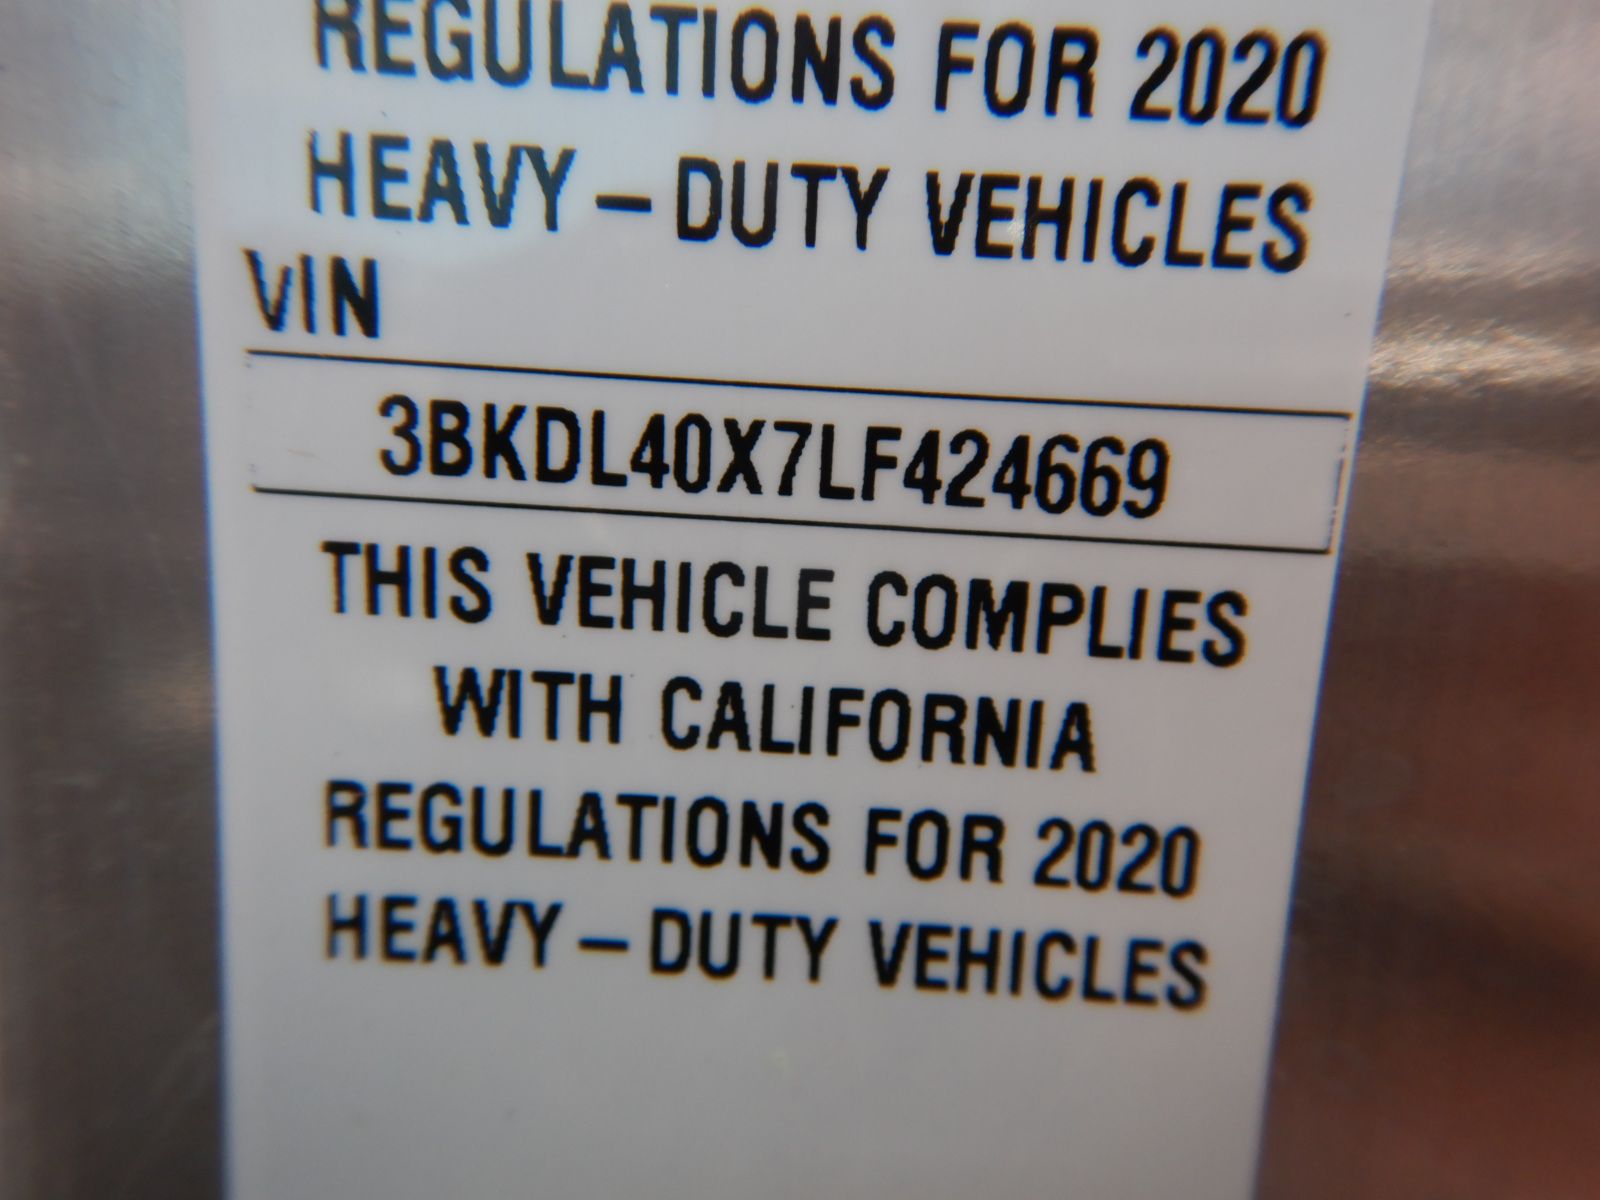 REGULATIONS FOR 2020
HEAVY – DUTY VEHICLES
VIN
3BKDL40X7LF424669
THIS VEHICLE COMPLIES
WITH CALIFORNIA
REGULATIONS FOR 2020
HEAVY – DUTY VEHICLES